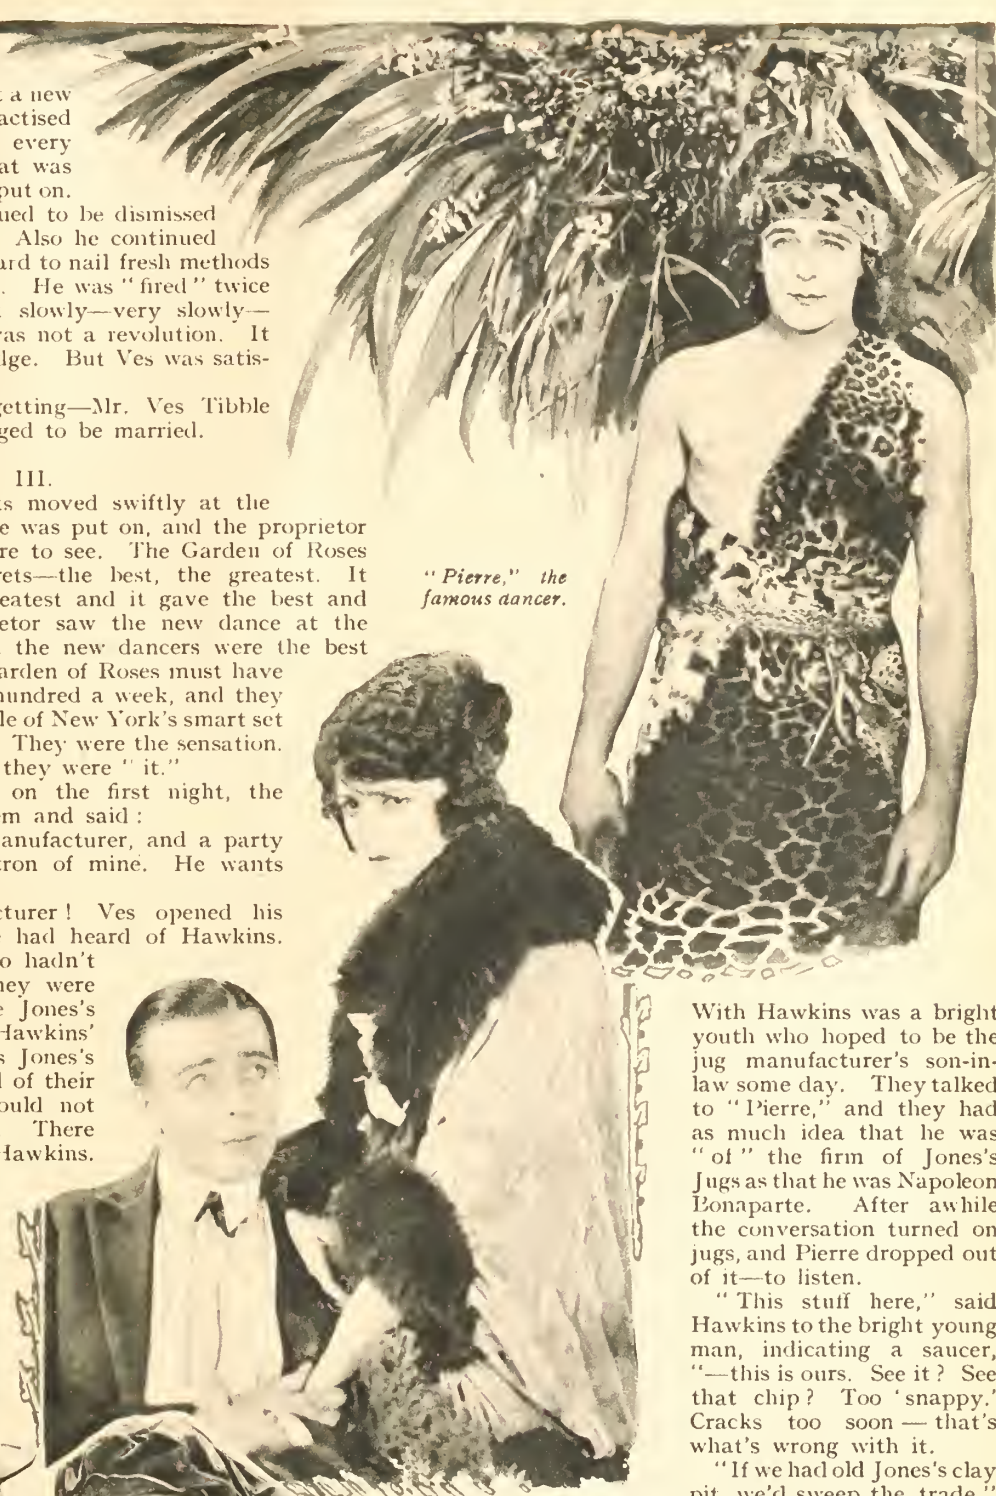 a new
actised
every
at was
put on.
ued to be dismissed
Also he continued
ard to nail fresh methods
. He was "fired" twice
slowly—very slowly—
as not a revolution. It
lge. But Ves was satis-
getting—Mr. Ves Tibble
ged to be married.
III.
s moved swiftly at the
e was put on, and the proprietor
re to see. The Garden of Roses
rets—the best, the greatest. It
eatest and it gave the best and
etor saw the new dance at the
the new dancers were the best
arden of Roses must have
hundred a week, and they
le of New York's smart set
They were the sensation.
they were "it."
on the first night, the
em and said :
anufacturer, and a party
tron of mine. He wants
cturer ! Ves opened his
had heard of Hawkins.
o hadn't
hey were
e Jones's
Hawkins'
s Jones's
l of their
ould not
There
Hawkins.
"Pierre," the
famous dancer.
With Hawkins was a bright
youth who hoped to be the
jug manufacturer's son-in-
law some day. They talked
to "Pierre," and they had
as much idea that he was
"of" the firm of Jones's
Jugs as that he was Napoleon
Bonaparte. After awhile
the conversation turned on
jugs, and Pierre dropped out
of it—to listen.
"This stuff here," said
Hawkins to the bright young
man, indicating a saucer,
"—this is ours. See it ? See
that chip ? Too 'snappy.'
Cracks too soon — that's
what's wrong with it.
"If we had old Jones's clay
pit, we'd sweep the trade."